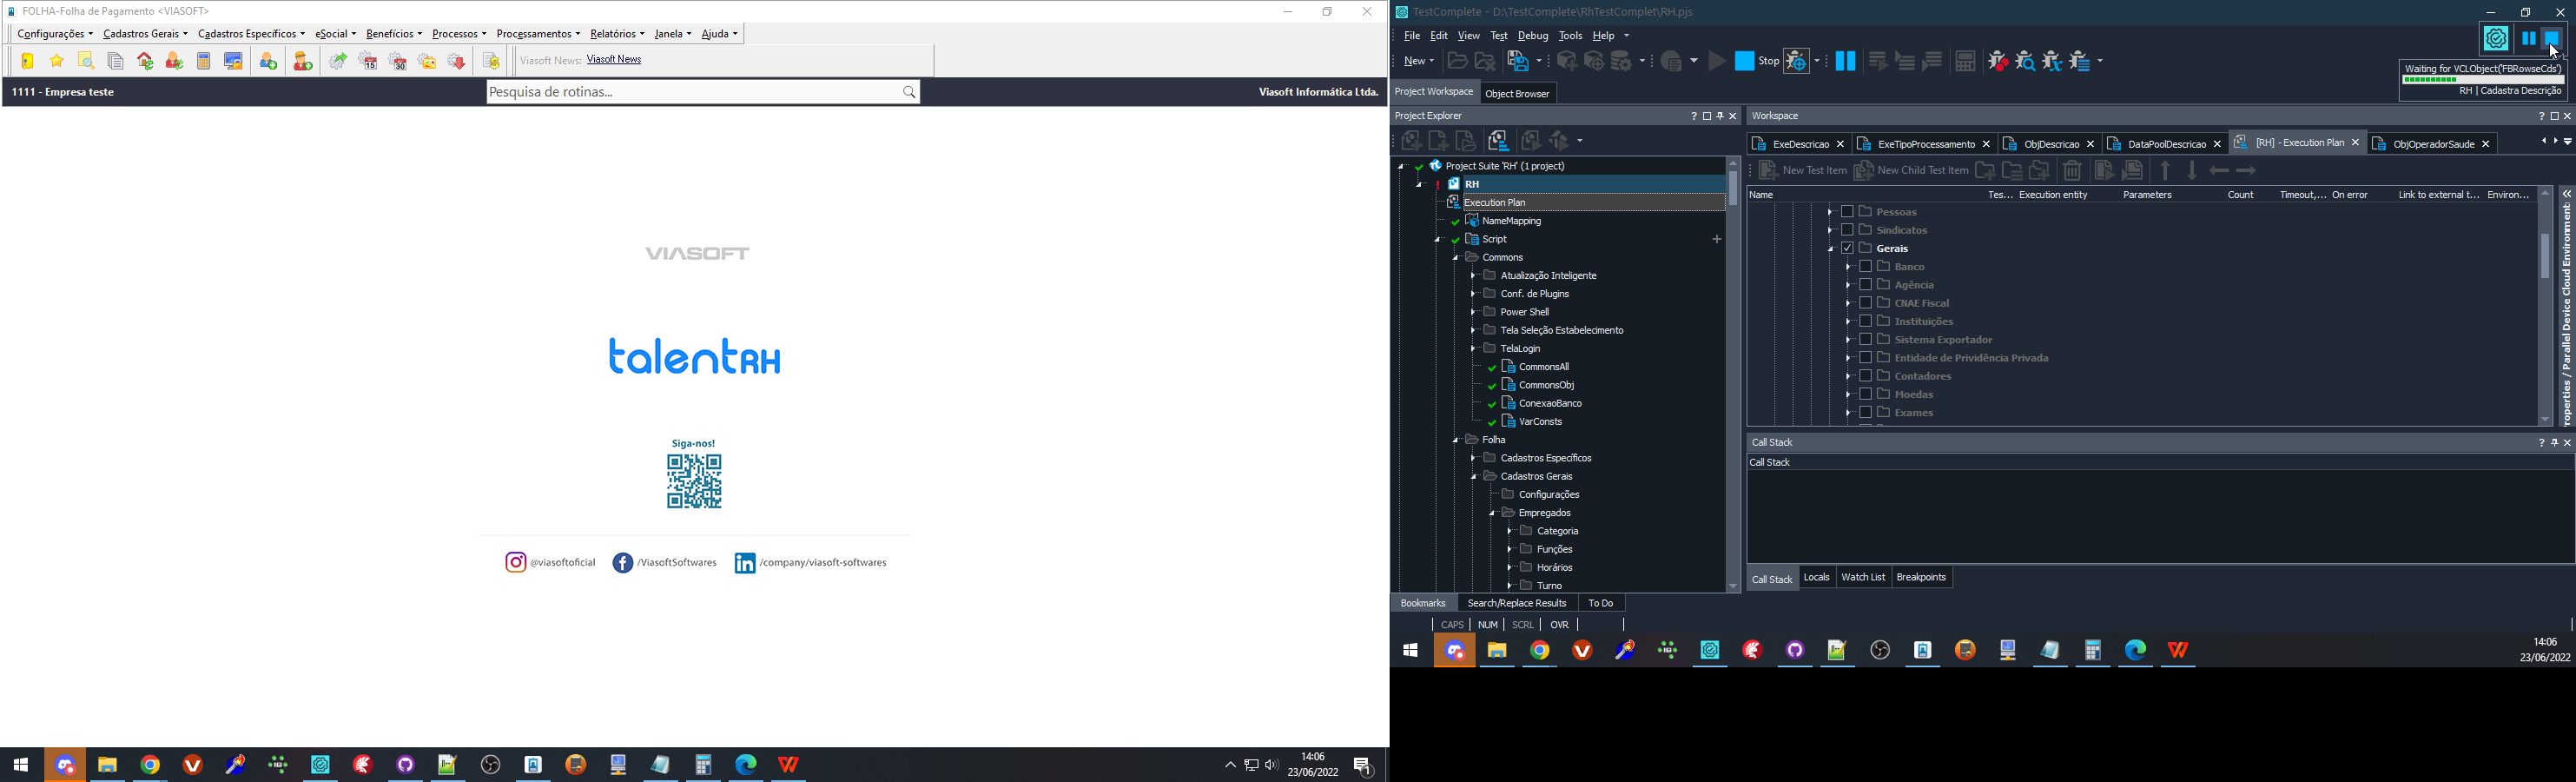 FOLHA-Folha de Pagamento <VIASOFT>
Configurações Cadastros Gerais Cadastros Específicos eSocial Benefícios Processos Processamentos Relatórios Janela Ajuda
Viasoft News: Viasoft News
1111 - Empresa teste
Pesquisa de rotinas...
Viasoft Informática Ltda.
VIASOFT
talentRH
Siga-nos!
@viasoftoficial
/ViasoftSoftwares
/company/viasoft-softwares
14:06
23/06/2022
TestComplete - D:\TestComplete\RhTestComplet\RH.pjs
File Edit View Test Debug Tools Help
New
Stop
Waiting for VCLObject('FBRowseCds')
RH | Cadastra Descrição
Project Workspace
Object Browser
Project Explorer
Project Suite 'RH' (1 project)
RH
Execution Plan
NameMapping
Script
Commons
Atualização Inteligente
Conf. de Plugins
Power Shell
Tela Seleção Estabelecimento
TelaLogin
CommonsAll
CommonsObj
ConexaoBanco
VarConsts
Folha
Cadastros Específicos
Cadastros Gerais
Configurações
Empregados
Categoria
Funções
Horários
Turno
Bookmarks
Search/Replace Results
To Do
CAPS NUM SCRL OVR
Workspace
ExeDescricao
ExeTipoProcessamento
ObjDescricao
DataPoolDescricao
[RH] - Execution Plan
ObjOperadorSaude
New Test Item
New Child Test Item
Name
Tes...
Execution entity
Parameters
Count
Timeout,...
On error
Link to external t...
Environ...
Pessoas
Sindicatos
Gerais
Banco
Agência
CNAE Fiscal
Instituições
Sistema Exportador
Entidade de Prividência Privada
Contadores
Moedas
Exames
Call Stack
Call Stack
Call Stack
Locals
Watch List
Breakpoints
roperties / Parallel Device Cloud Environment:
14:06
23/06/2022